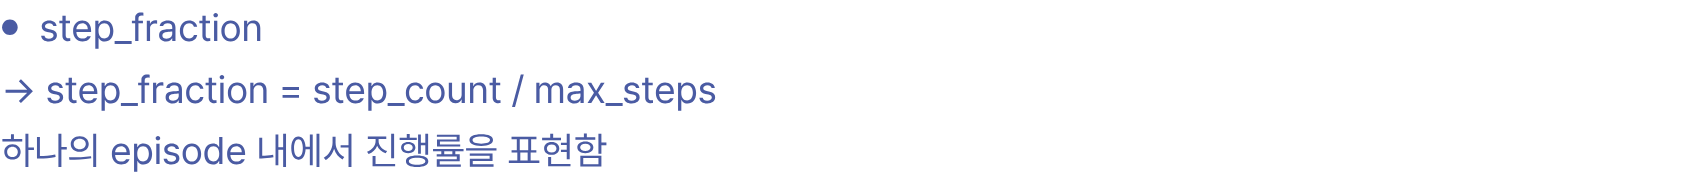 • step_fraction
→ step_fraction = step_count / max_steps
하나의 episode 내에서 진행률을 표현함